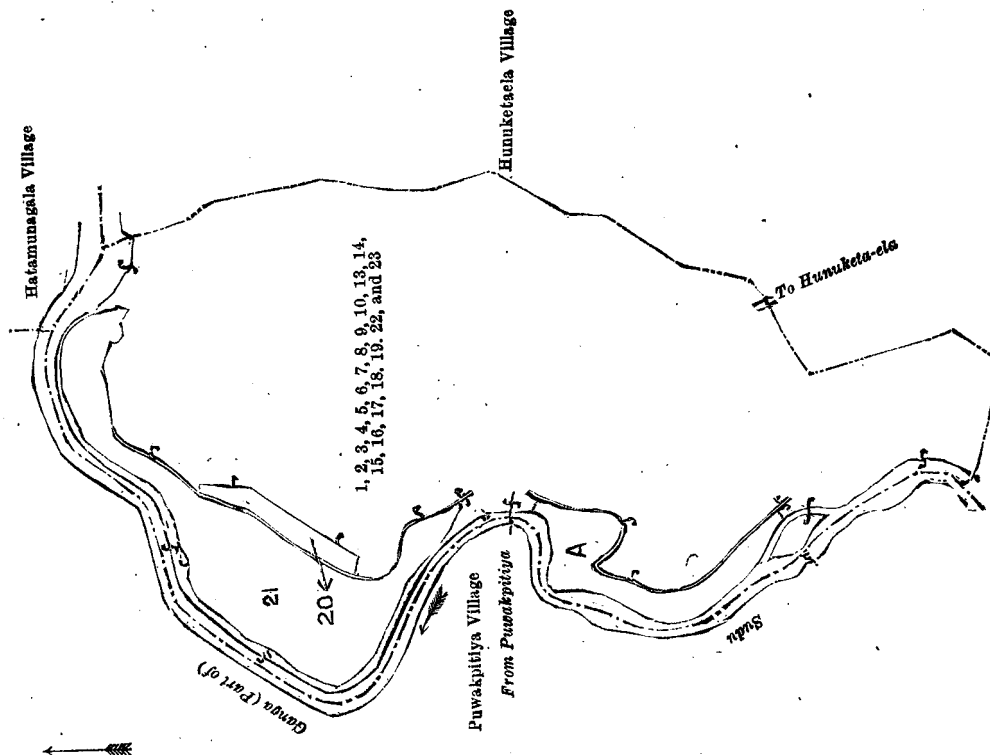 Hatamunagala Village
Hunuketaela Village
1, 2, 3, 4, 5, 6, 7, 8, 9, 10, 13, 14,
15, 16, 17, 18. 19. 22, and 23
To Hunuketa-ela
21
20
A
Puwakpitiya Village
From Puwakpitiya
Ganga (Part of)
Sudu